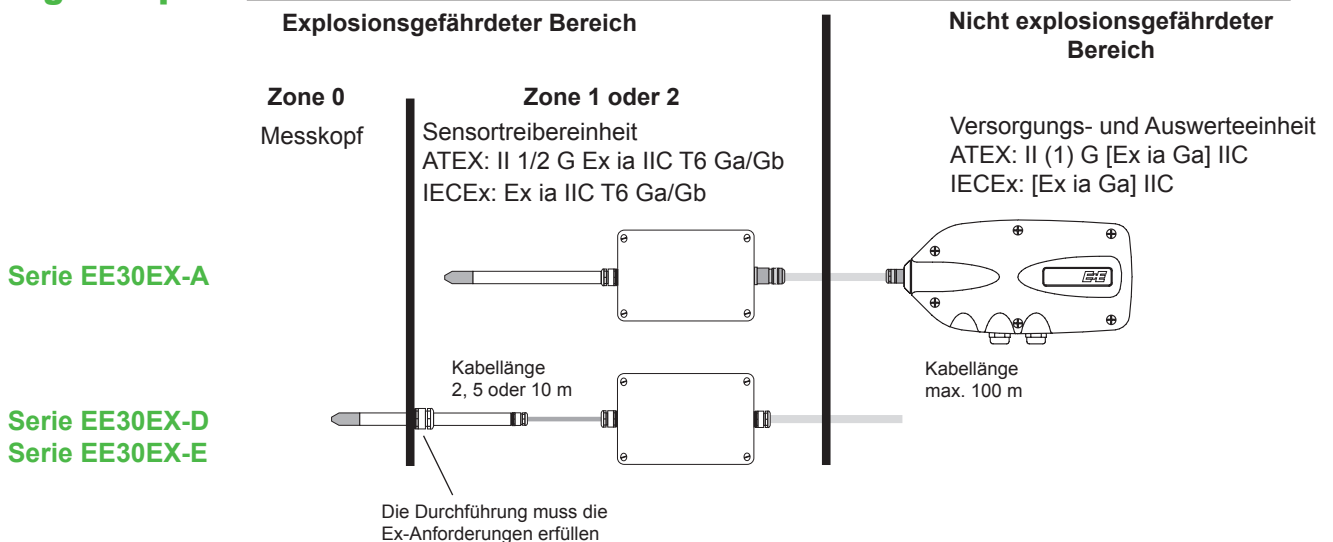 Explosionsgefährdeter Bereich
Nicht explosionsgefährdeter
Bereich
Zone 0
Messkopf
Zone 1 oder 2
Sensortreibereinheit
ATEX: II 1/2 G Ex ia IIC T6 Ga/Gb
IECEx: Ex ia IIC T6 Ga/Gb
Versorgungs- und Auswerteeinheit
ATEX: II (1) G [Ex ia Ga] IIC
IECEx: [Ex ia Ga] IIC
Serie EE30EX-A
Kabellänge
2, 5 oder 10 m
Kabellänge
max. 100 m
Serie EE30EX-D
Serie EE30EX-E
Die Durchführung muss die
Ex-Anforderungen erfüllen